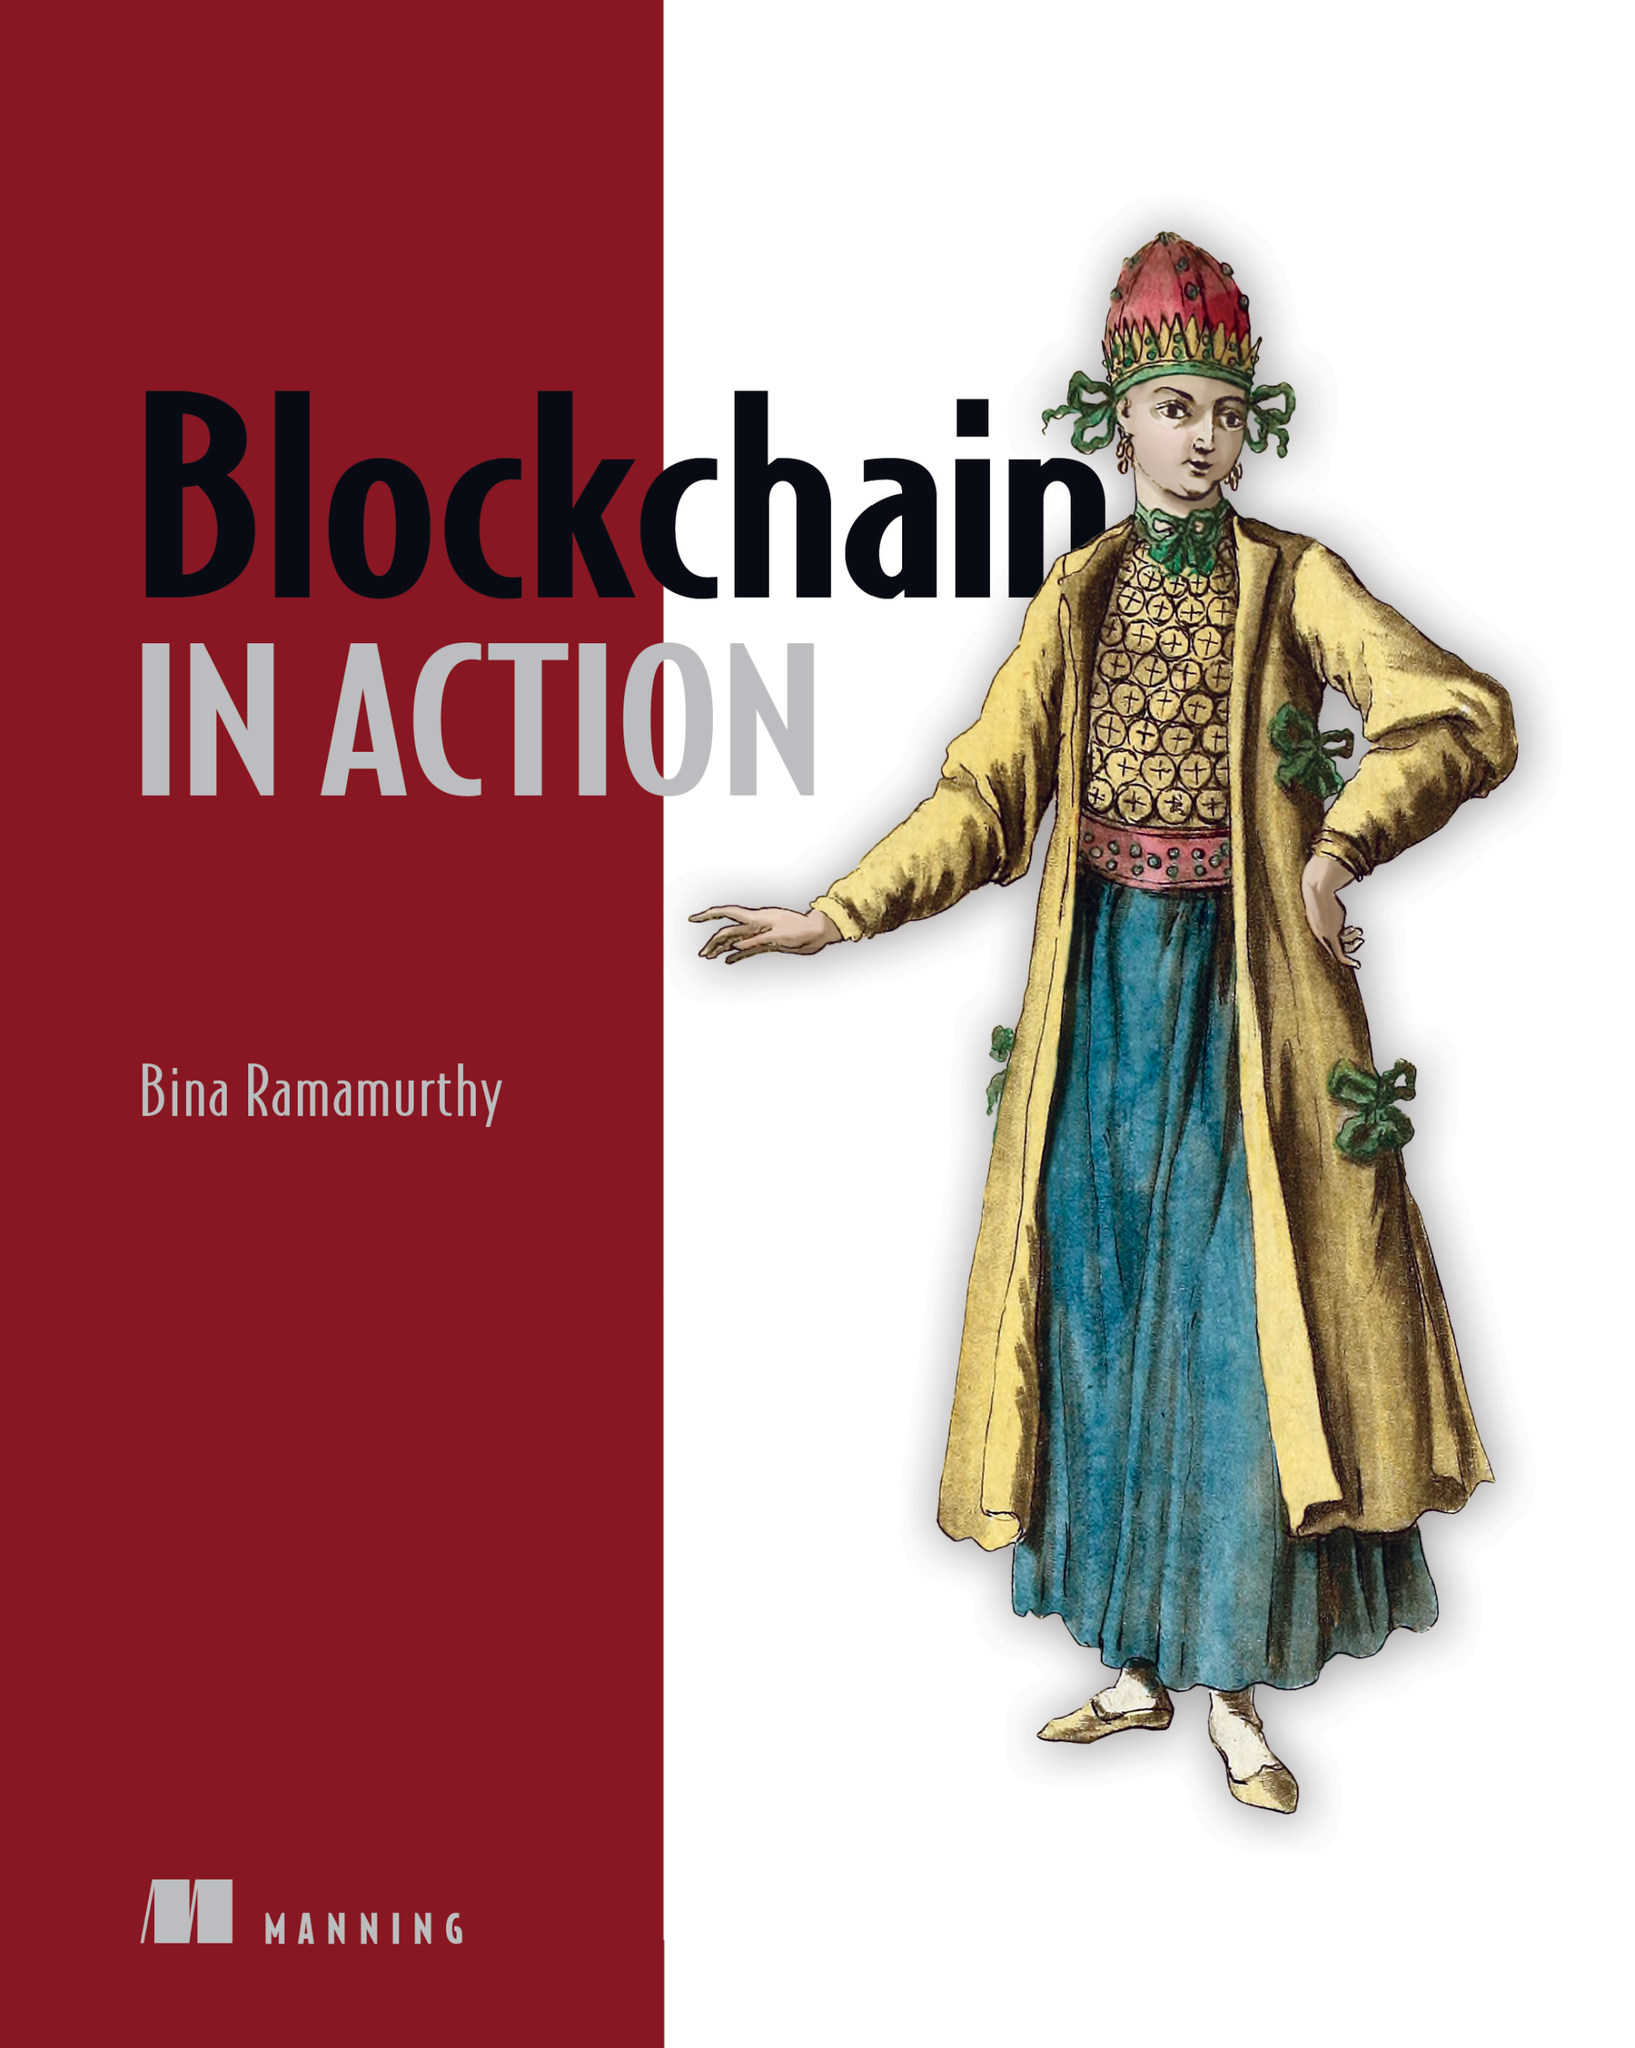 Blockchain
IN ACTION
Bina Ramamurthy
MANNING